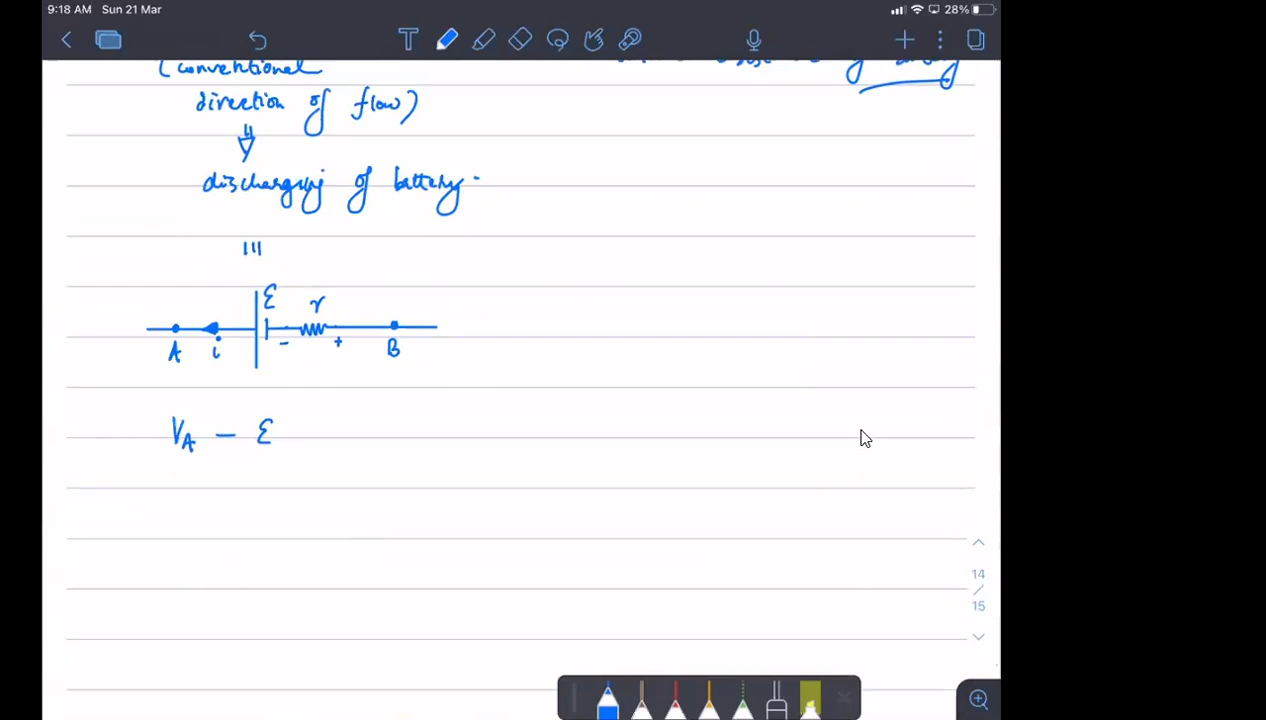 9:18 AM Sun 21 Mar
28%
(conventional
direction of flow)
discharging of battery.
ε r
A i - + B
V_A - ε
14
/
15